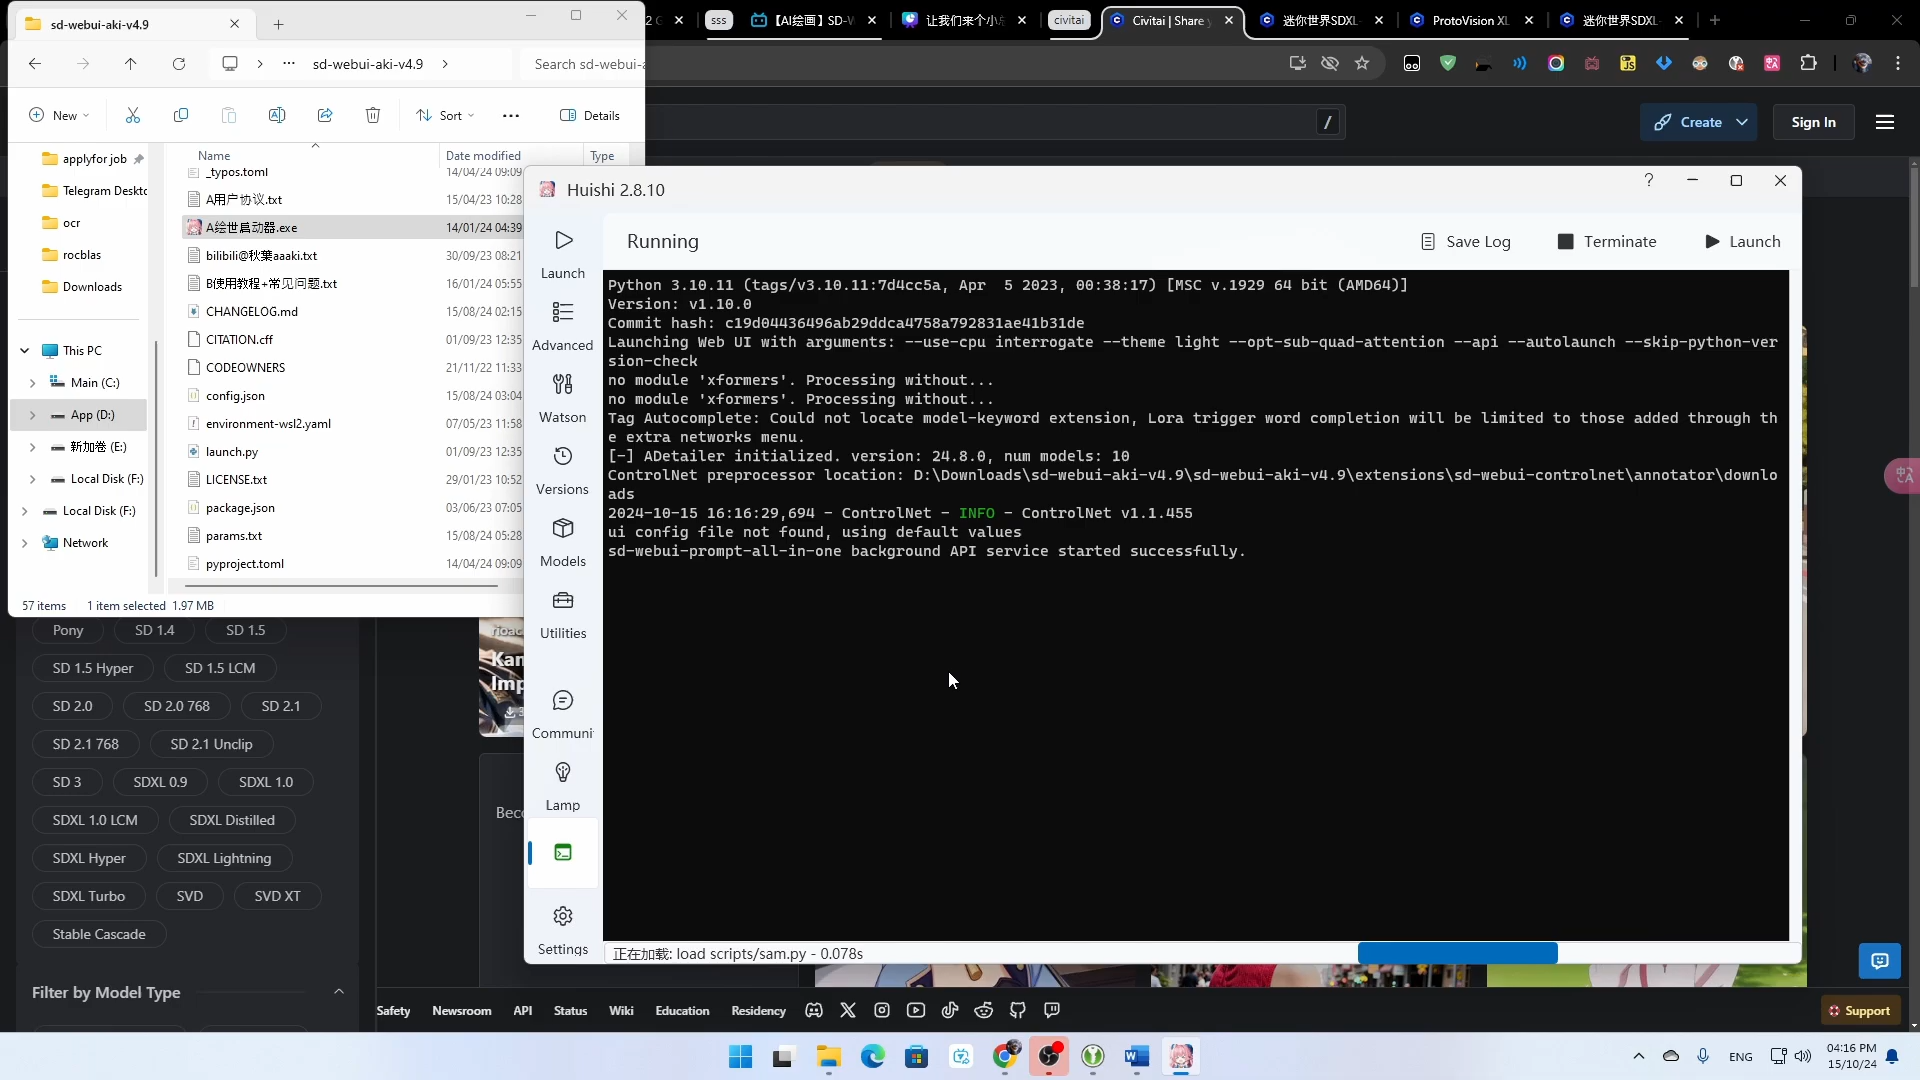 sd-webui-aki-v4.9
sss
【AI绘画】SD-W
让我们来个小
civitai
Civitai | Share y
迷你世界SDXL
ProtoVision XL
迷你世界SDXL
sd-webui-aki-v4.9
Search sd-webui-a
New
Sort
Details
/
Create
Sign In
Name
Date modified
Type
applyfor job
Telegram Deskto
ocr
rocblas
Downloads
This PC
Main (C:)
App (D:)
新加卷 (E:)
Local Disk (F:)
Local Disk (F:)
Network
_typos.toml 14/04/24 09:09
A用户协议.txt 15/04/23 10:28
A绘世启动器.exe 14/01/24 04:39
bilibili@秋葉aaaki.txt 30/09/23 08:21
B使用教程+常见问题.txt 16/01/24 05:55
CHANGELOG.md 15/08/24 02:15
CITATION.cff 01/09/23 12:35
CODEOWNERS 21/11/22 11:33
config.json 15/08/24 03:04
environment-wsl2.yaml 07/05/23 11:58
launch.py 01/09/23 12:35
LICENSE.txt 29/01/23 10:52
package.json 03/06/23 07:05
params.txt 15/08/24 05:28
pyproject.toml 14/04/24 09:09
57 items 1 item selected 1.97 MB
Huishi 2.8.10
?
Launch
Advanced
Watson
Versions
Models
Utilities
Communi
Lamp
Settings
Running
Save Log
Terminate
Launch
Python 3.10.11 (tags/v3.10.11:7d4cc5a, Apr  5 2023, 00:38:17) [MSC v.1929 64 bit (AMD64)]
Version: v1.10.0
Commit hash: c19d04436496ab29ddca4758a792831ae41b31de
Launching Web UI with arguments: --use-cpu interrogate --theme light --opt-sub-quad-attention --api --autolaunch --skip-python-ver
sion-check
no module 'xformers'. Processing without...
no module 'xformers'. Processing without...
Tag Autocomplete: Could not locate model-keyword extension, Lora trigger word completion will be limited to those added through th
e extra networks menu.
[-] ADetailer initialized. version: 24.8.0, num models: 10
ControlNet preprocessor location: D:\Downloads\sd-webui-aki-v4.9\sd-webui-aki-v4.9\extensions\sd-webui-controlnet\annotator\downlo
ads
2024-10-15 16:16:29,694 - ControlNet - INFO - ControlNet v1.1.455
ui config file not found, using default values
sd-webui-prompt-all-in-one background API service started successfully.
正在加载: load scripts/sam.py - 0.078s
Pony
SD 1.4
SD 1.5
SD 1.5 Hyper
SD 1.5 LCM
SD 2.0
SD 2.0 768
SD 2.1
SD 2.1 768
SD 2.1 Unclip
SD 3
SDXL 0.9
SDXL 1.0
SDXL 1.0 LCM
SDXL Distilled
SDXL Hyper
SDXL Lightning
SDXL Turbo
SVD
SVD XT
Stable Cascade
Filter by Model Type
rioac
Kan
Imp
Beco
Safety
Newsroom
API
Status
Wiki
Education
Residency
Support
ENG
04:16 PM
15/10/24